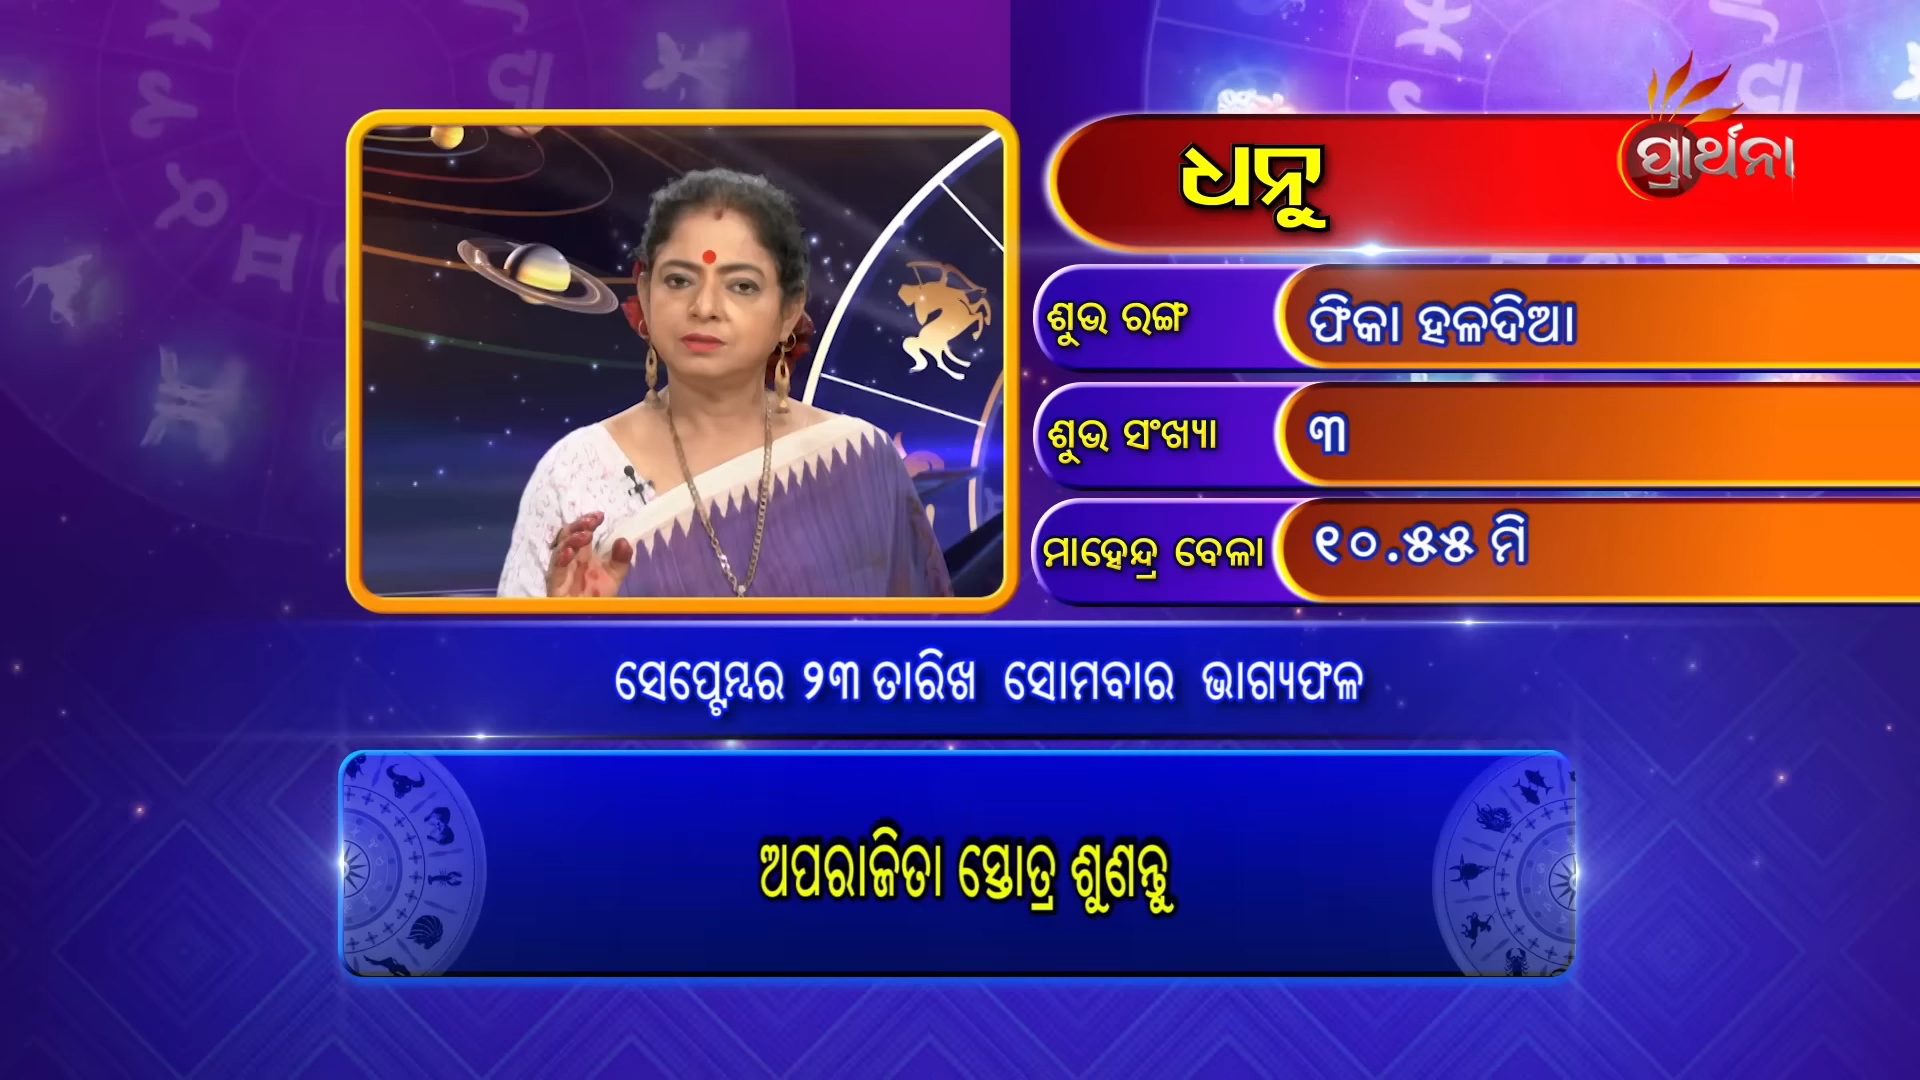 ଧନୁ
ପ୍ରାର୍ଥନା
ଶୁଭ ରଙ୍ଗ
ଫିକା ହଳଦିଆ
ଶୁଭ ସଂଖ୍ୟା
୩
ମାହେନ୍ଦ୍ର ବେଳା
୧୦.୫୫ ମି
ସେପ୍ଟେମ୍ବର ୨୩ ତାରିଖ ସୋମବାର ଭାଗ୍ୟଫଳ
ଅପରାଜିତା ସ୍ତୋତ୍ର ଶୁଣନ୍ତୁ